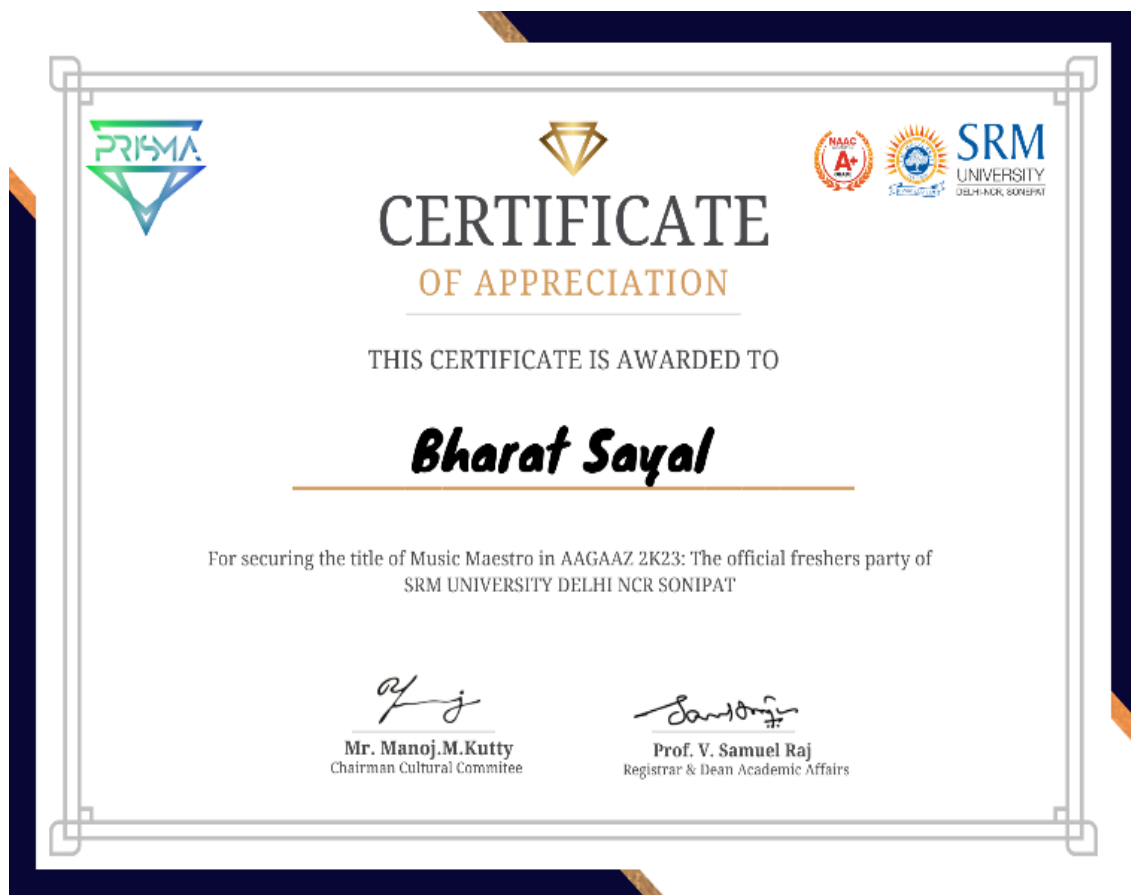 PRISMA
NAAC
A+
GRADE
SRM
UNIVERSITY
DELHI-NCR, SONEPAT
CERTIFICATE
OF APPRECIATION
THIS CERTIFICATE IS AWARDED TO
Bharat Sayal
For securing the title of Music Maestro in AAGAAZ 2K23: The official freshers party of
SRM UNIVERSITY DELHI NCR SONIPAT
Mr. Manoj.M.Kutty
Chairman Cultural Commitee
Prof. V. Samuel Raj
Registrar & Dean Academic Affairs